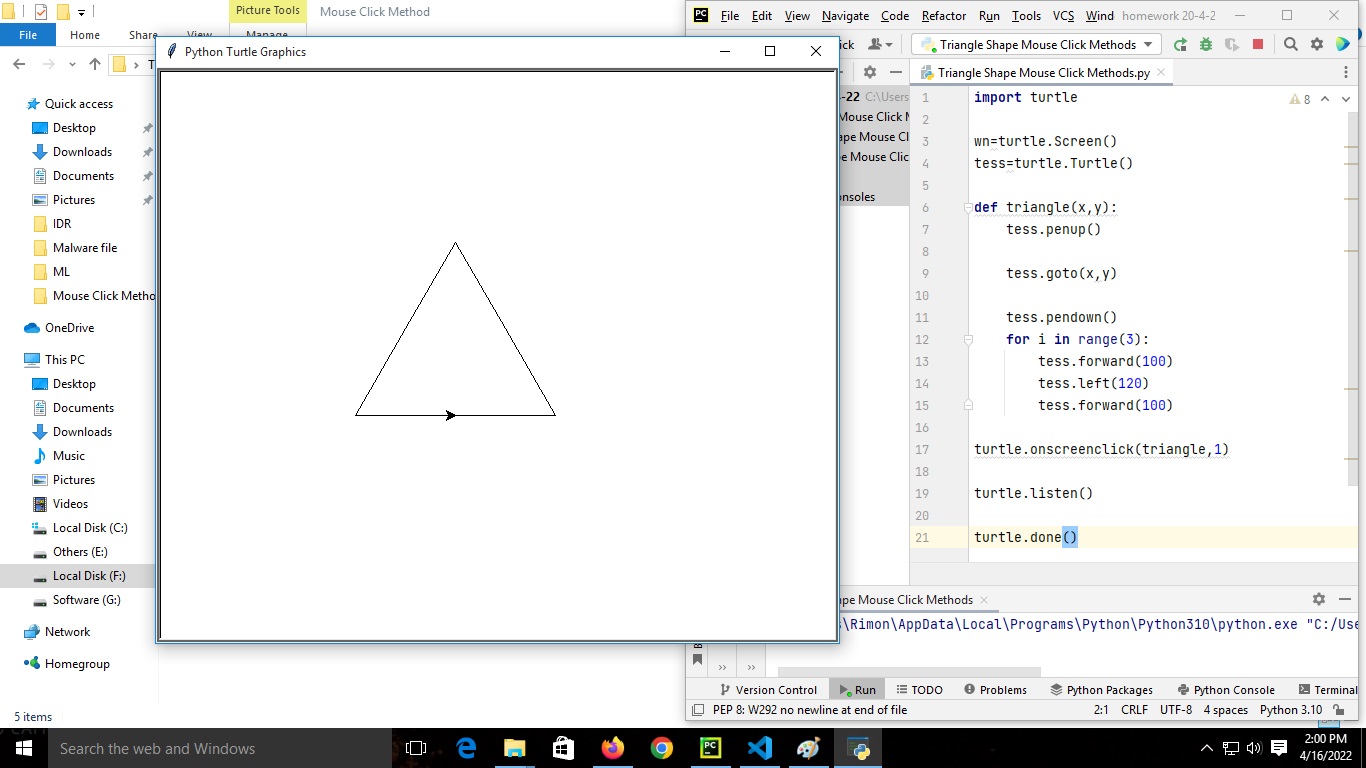 Picture Tools
Mouse Click Method
File
Home
Share
View
Manage
T
Quick access
Desktop
Downloads
Documents
Pictures
IDR
Malware file
ML
Mouse Click Metho
OneDrive
This PC
Desktop
Documents
Downloads
Music
Pictures
Videos
Local Disk (C:)
Others (E:)
Local Disk (F:)
Software (G:)
Network
Homegroup
5 items
Python Turtle Graphics
PC
File Edit View Navigate Code Refactor Run Tools VCS Wind homework 20-4-2
ick
Triangle Shape Mouse Click Methods
Triangle Shape Mouse Click Methods.py
-22 C:\Users
Mouse Click M
ape Mouse Cl
pe Mouse Clic
onsoles
8
1 import turtle
2
3 wn=turtle.Screen()
4 tess=turtle.Turtle()
5
6 def triangle(x,y):
7 tess.penup()
8
9 tess.goto(x,y)
10
11 tess.pendown()
12 for i in range(3):
13 tess.forward(100)
14 tess.left(120)
15 tess.forward(100)
16
17 turtle.onscreenclick(triangle,1)
18
19 turtle.listen()
20
21 turtle.done()
ape Mouse Click Methods
\Rimon\AppData\Local\Programs\Python\Python310\python.exe "C:/Use
Version Control Run TODO Problems Python Packages Python Console Terminal
PEP 8: W292 no newline at end of file 2:1 CRLF UTF-8 4 spaces Python 3.10
Search the web and Windows
PC
2:00 PM
4/16/2022